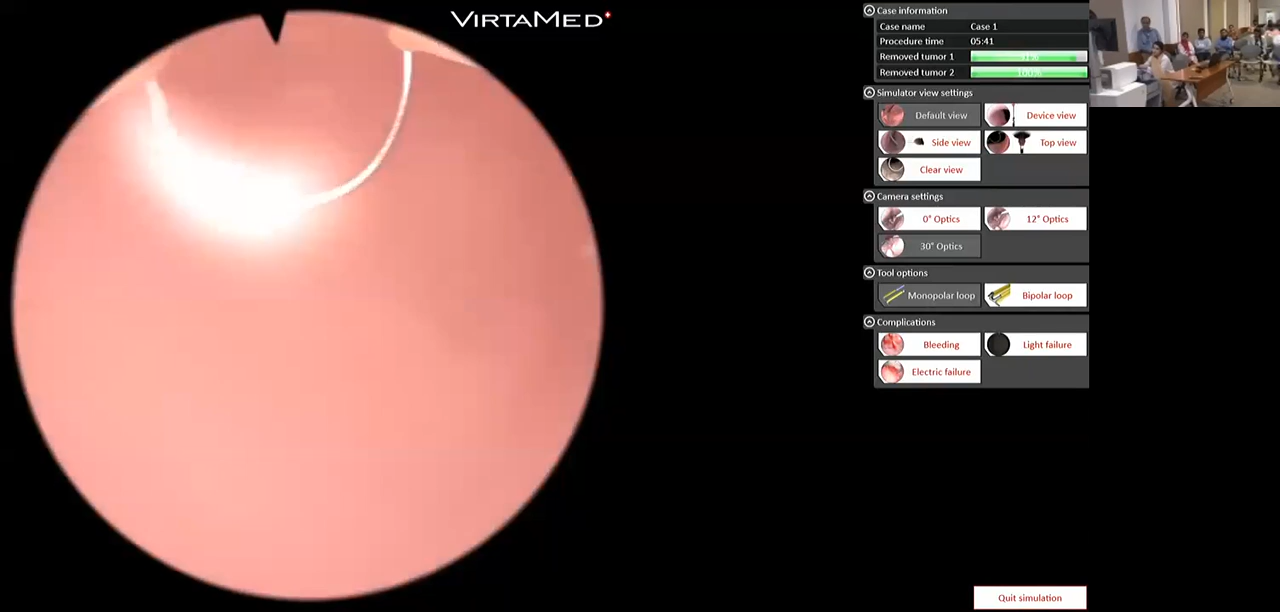 VIRTAMED
Case information
Case name Case 1
Procedure time 05:41
Removed tumor 1 91%
Removed tumor 2 100%
Simulator view settings
Default view Device view
Side view Top view
Clear view
Camera settings
0° Optics 12° Optics
30° Optics
Tool options
Monopolar loop Bipolar loop
Complications
Bleeding Light failure
Electric failure
Quit simulation